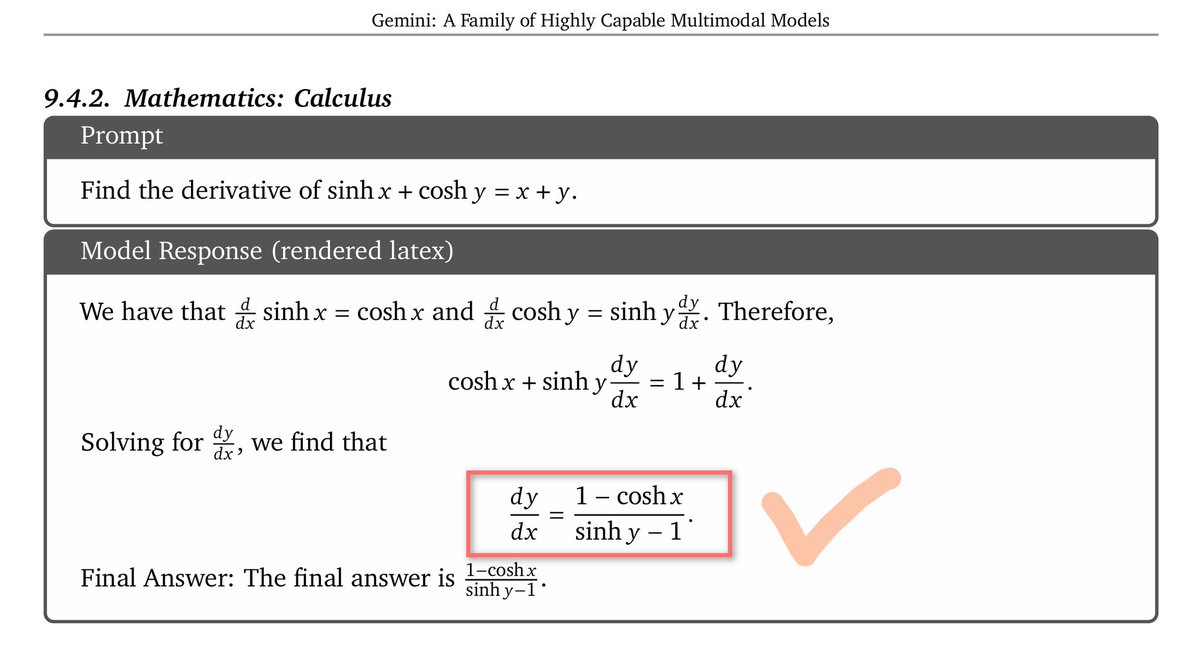 Gemini: A Family of Highly Capable Multimodal Models
9.4.2. Mathematics: Calculus
Prompt
Find the derivative of sinh x + cosh y = x + y.
Model Response (rendered latex)
We have that \frac{d}{dx} sinh x = cosh x and \frac{d}{dx} cosh y = sinh y \frac{dy}{dx}. Therefore,
cosh x + sinh y \frac{dy}{dx} = 1 + \frac{dy}{dx}.
Solving for \frac{dy}{dx}, we find that
\frac{dy}{dx} = \frac{1 − cosh x}{sinh y − 1}.
Final Answer: The final answer is \frac{1−cosh x}{sinh y−1}.